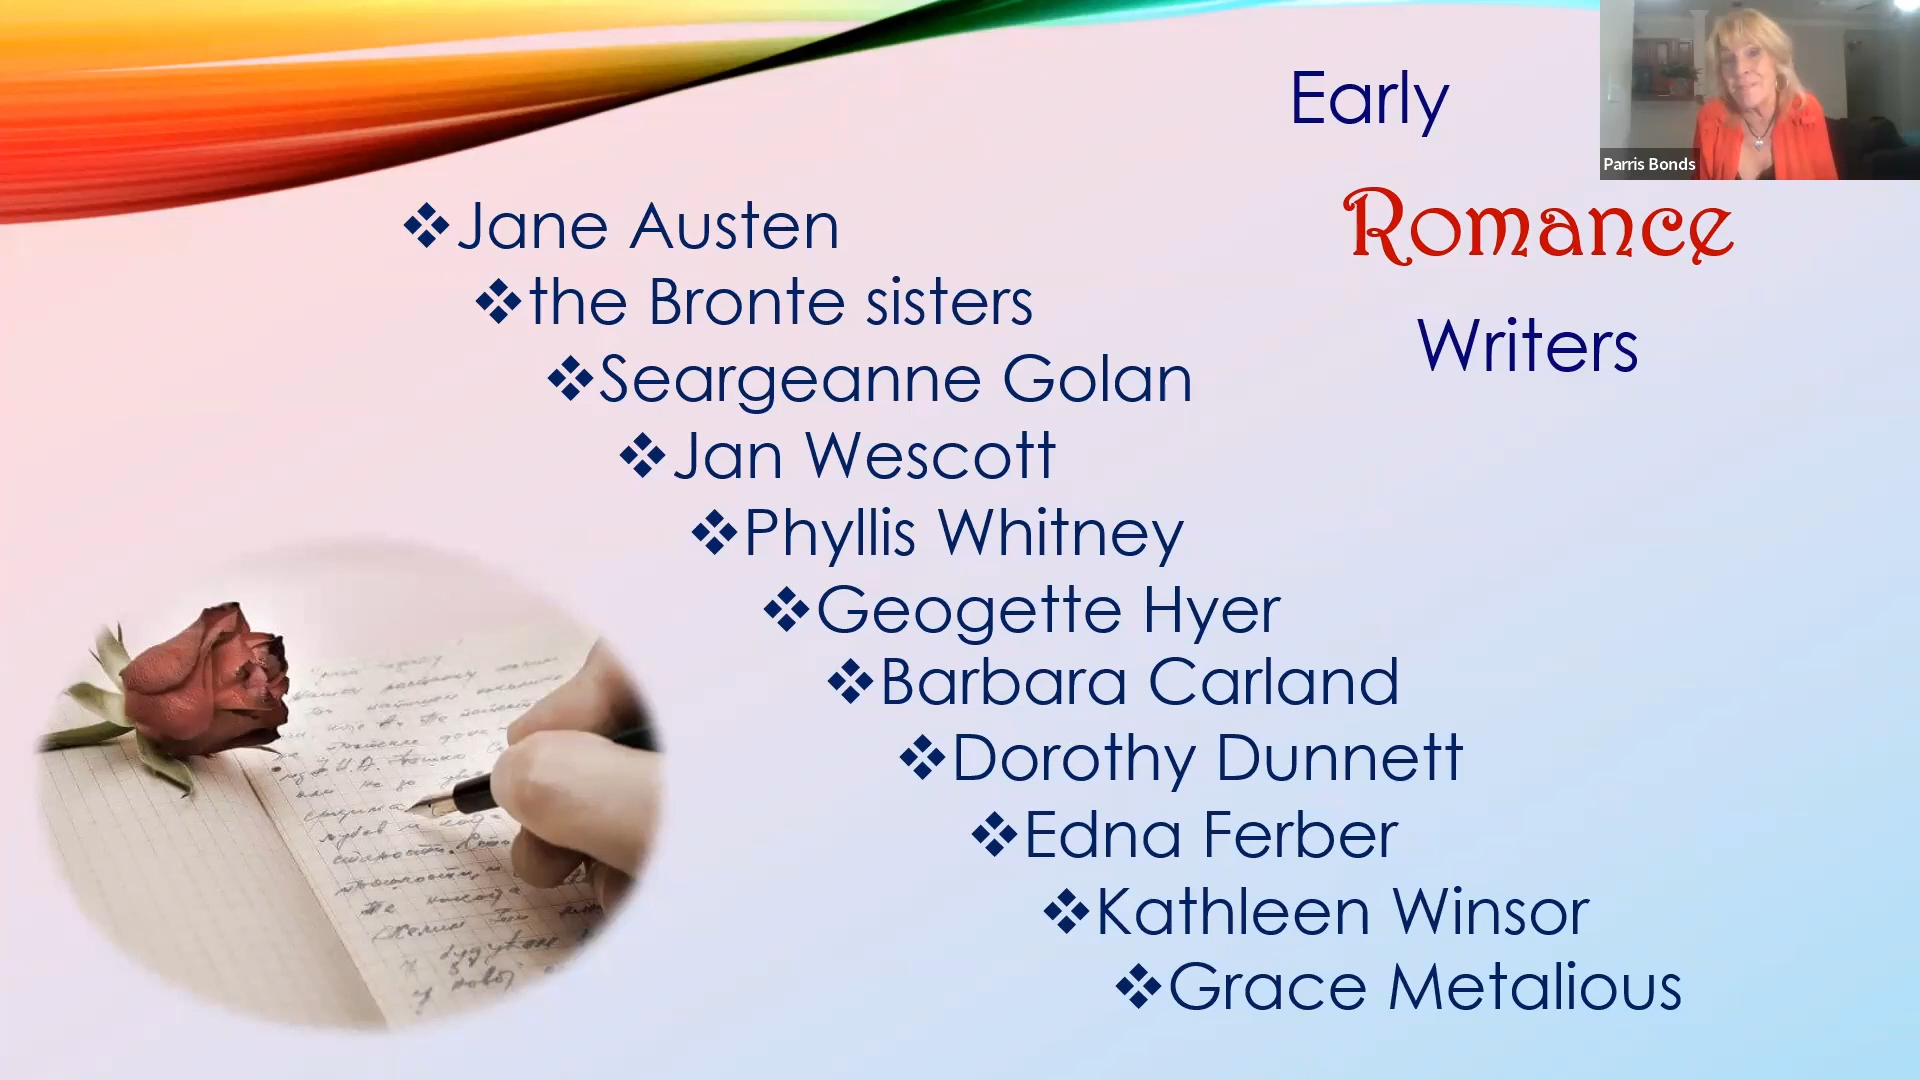 Early
Romance
Writers
Parris Bonds
❖Jane Austen
❖the Bronte sisters
❖Seargeanne Golan
❖Jan Wescott
❖Phyllis Whitney
❖Geogette Hyer
❖Barbara Carland
❖Dorothy Dunnett
❖Edna Ferber
❖Kathleen Winsor
❖Grace Metalious